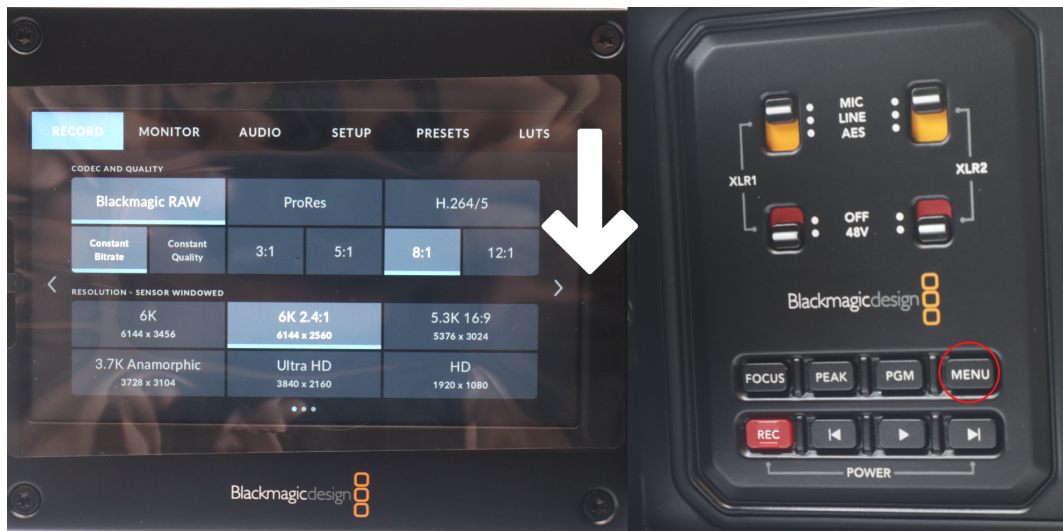 RECORD MONITOR AUDIO SETUP PRESETS LUTS
CODEC AND QUALITY
Blackmagic RAW ProRes H.264/5
Constant Bitrate Constant Quality 3:1 5:1 8:1 12:1
RESOLUTION - SENSOR WINDOWED
6K 6K 2.4:1 5.3K 16:9
6144 x 3456 6144 x 2560 5376 x 3024
3.7K Anamorphic Ultra HD HD
3728 x 3104 3840 x 2160 1920 x 1080
Blackmagicdesign
MIC
LINE
AES
XLR1 XLR2
OFF
48V
Blackmagicdesign
FOCUS PEAK PGM MENU
REC
POWER